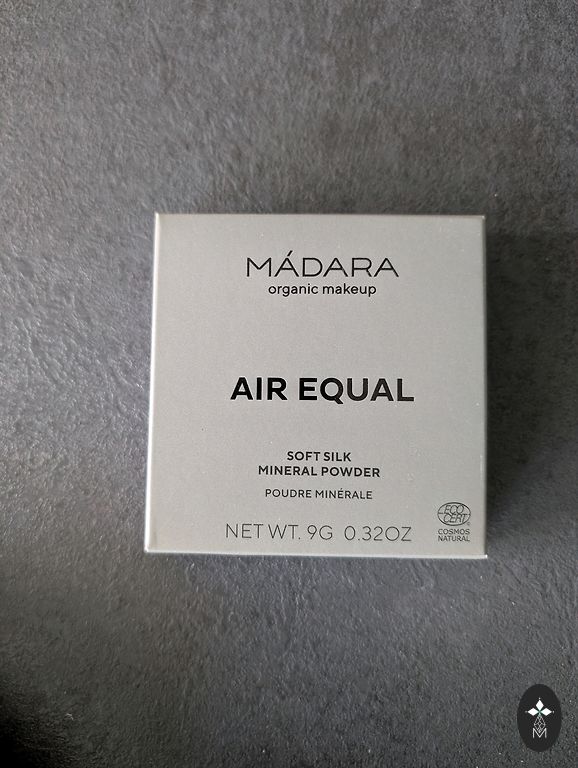 MÁDARA
organic makeup
AIR EQUAL
SOFT SILK
MINERAL POWDER
POUDRE MINÉRALE
NET WT. 9G 0.32OZ
ECO
CERT
COSMOS
NATURAL
M